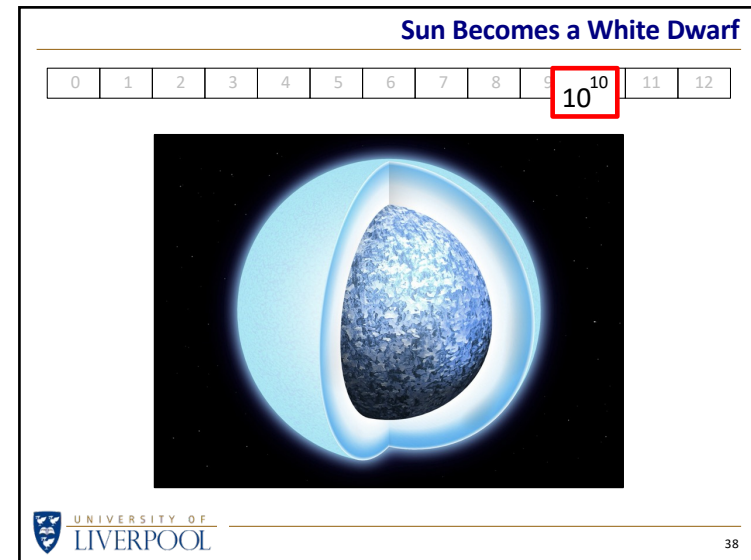 Sun Becomes a White Dwarf
0 1 2 3 4 5 6 7 8 9 10^10 11 12
UNIVERSITY OF
LIVERPOOL
38